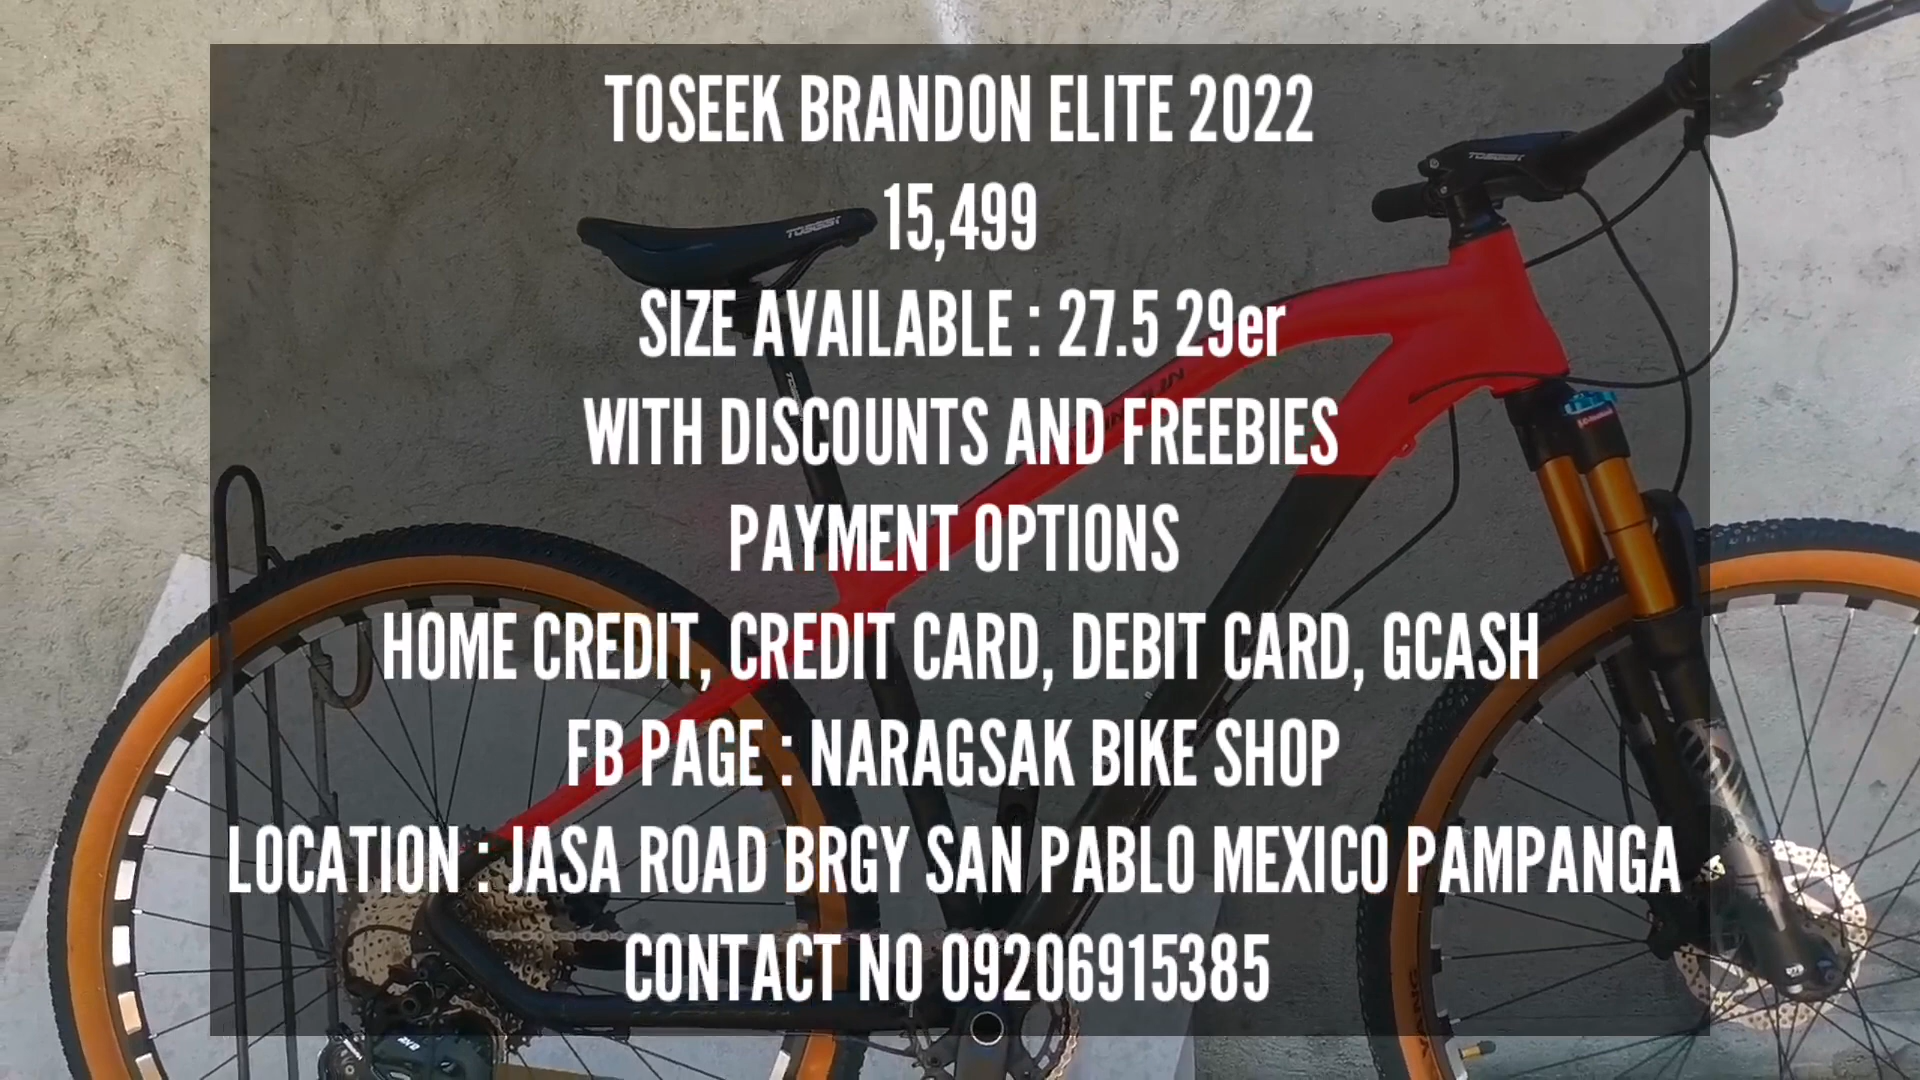 TOSEEK BRANDON ELITE 2022
15,499
SIZE AVAILABLE : 27.5 29er
WITH DISCOUNTS AND FREEBIES
PAYMENT OPTIONS
HOME CREDIT, CREDIT CARD, DEBIT CARD, GCASH
FB PAGE : NARAGSAK BIKE SHOP
LOCATION : JASA ROAD BRGY SAN PABLO MEXICO PAMPANGA
CONTACT NO 09206915385
TOSEEK
TOSEEK